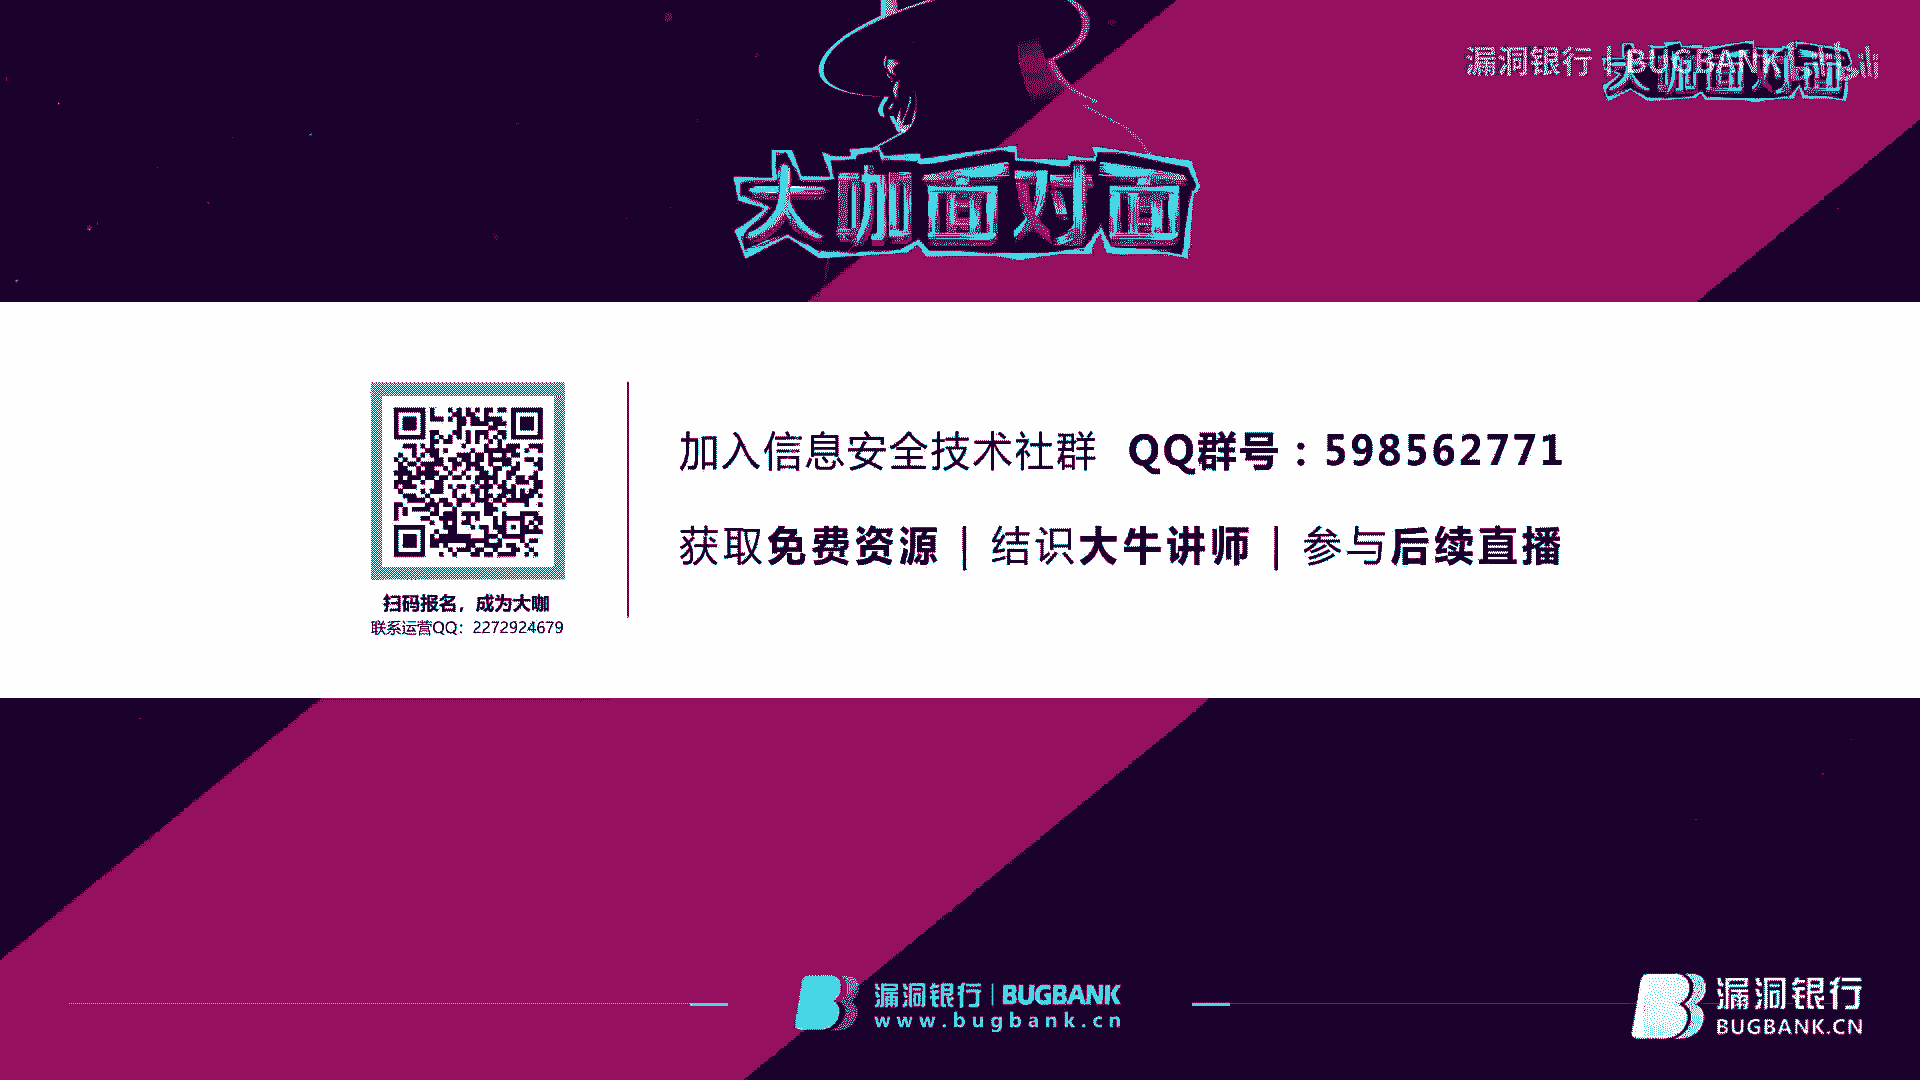 漏洞银行 | BUGBANK
大咖面对面
大咖面对面
加入信息安全技术社群 QQ群号：598562771
获取免费资源 | 结识大牛讲师 | 参与后续直播
扫码报名，成为大咖
联系运营QQ：2272924679
漏洞银行 | BUGBANK
www.bugbank.cn
漏洞银行
BUGBANK.CN